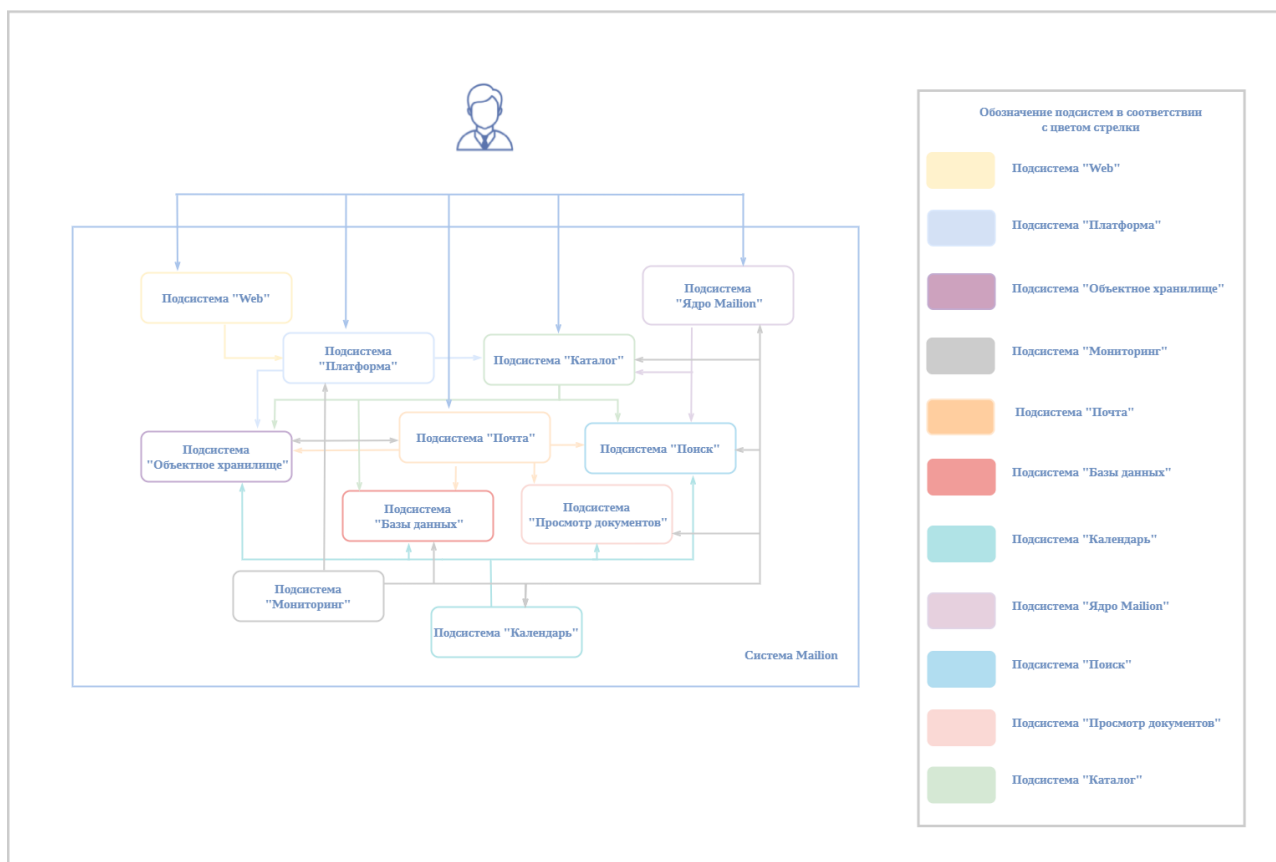 Обозначение подсистем в соответствии
с цветом стрелки
Подсистема "Web"
Подсистема "Платформа"
Подсистема "Объектное хранилище"
Подсистема "Мониторинг"
Подсистема "Почта"
Подсистема "Базы данных"
Подсистема "Календарь"
Подсистема "Ядро Mailion"
Подсистема "Поиск"
Подсистема "Просмотр документов"
Подсистема "Каталог"
Подсистема "Web"
Подсистема
"Ядро Mailion"
Подсистема
"Платформа"
Подсистема "Каталог"
Подсистема
"Объектное хранилище"
Подсистема "Почта"
Подсистема "Поиск"
Подсистема
"Базы данных"
Подсистема
"Просмотр документов"
Подсистема
"Мониторинг"
Подсистема "Календарь"
Система Mailion